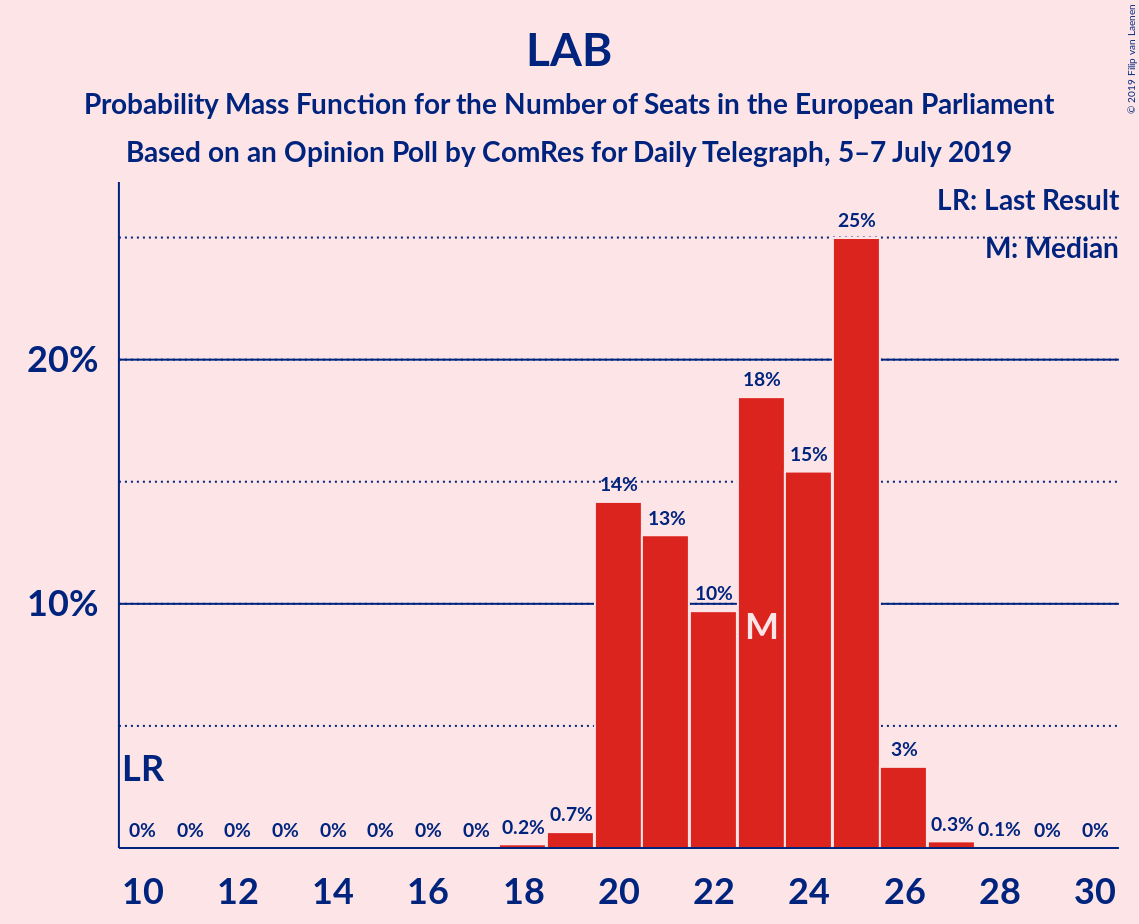 LAB
Probability Mass Function for the Number of Seats in the European Parliament
Based on an Opinion Poll by ComRes for Daily Telegraph, 5–7 July 2019
© 2019 Filip van Laenen
LR: Last Result
M: Median
25%
20%
18%
15%
14%
13%
10%
10%
M
3%
LR
0% 0% 0% 0% 0% 0% 0% 0% 0.2% 0.7% 0.3% 0.1% 0% 0%
10 12 14 16 18 20 22 24 26 28 30